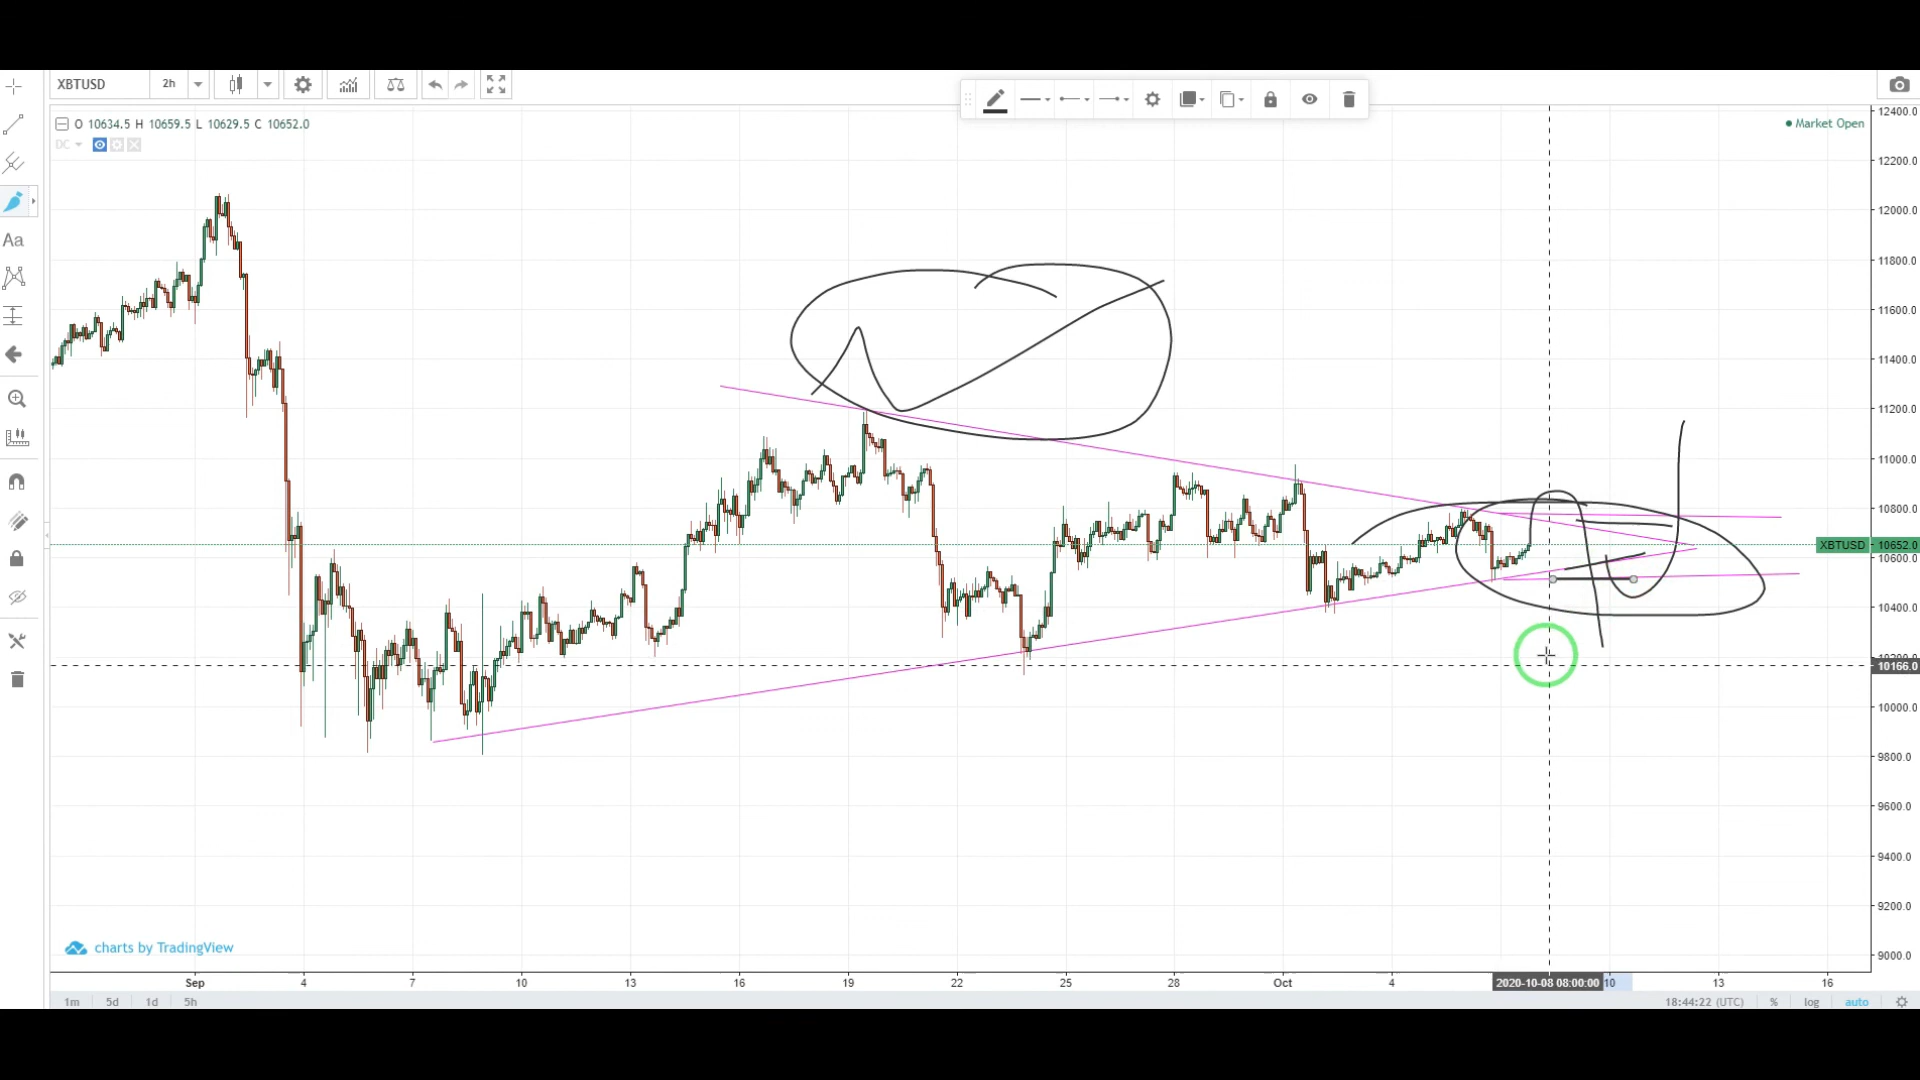 XBTUSD 2h
O 10634.5 H 10659.5 L 10629.5 C 10652.0
DC
Aa
Market Open
12400.0
12200.0
12000.0
11800.0
11600.0
11400.0
11200.0
11000.0
10800.0
XBTUSD 10652.0
10600.0
10400.0
10166.0
10000.0
9800.0
9600.0
9400.0
9200.0
9000.0
charts by TradingView
Sep 4 7 10 13 16 19 22 25 28 Oct 4 2020-10-08 08:00:00 10 13 16
1m 5d 1d 5h 18:44:22 (UTC) % log auto